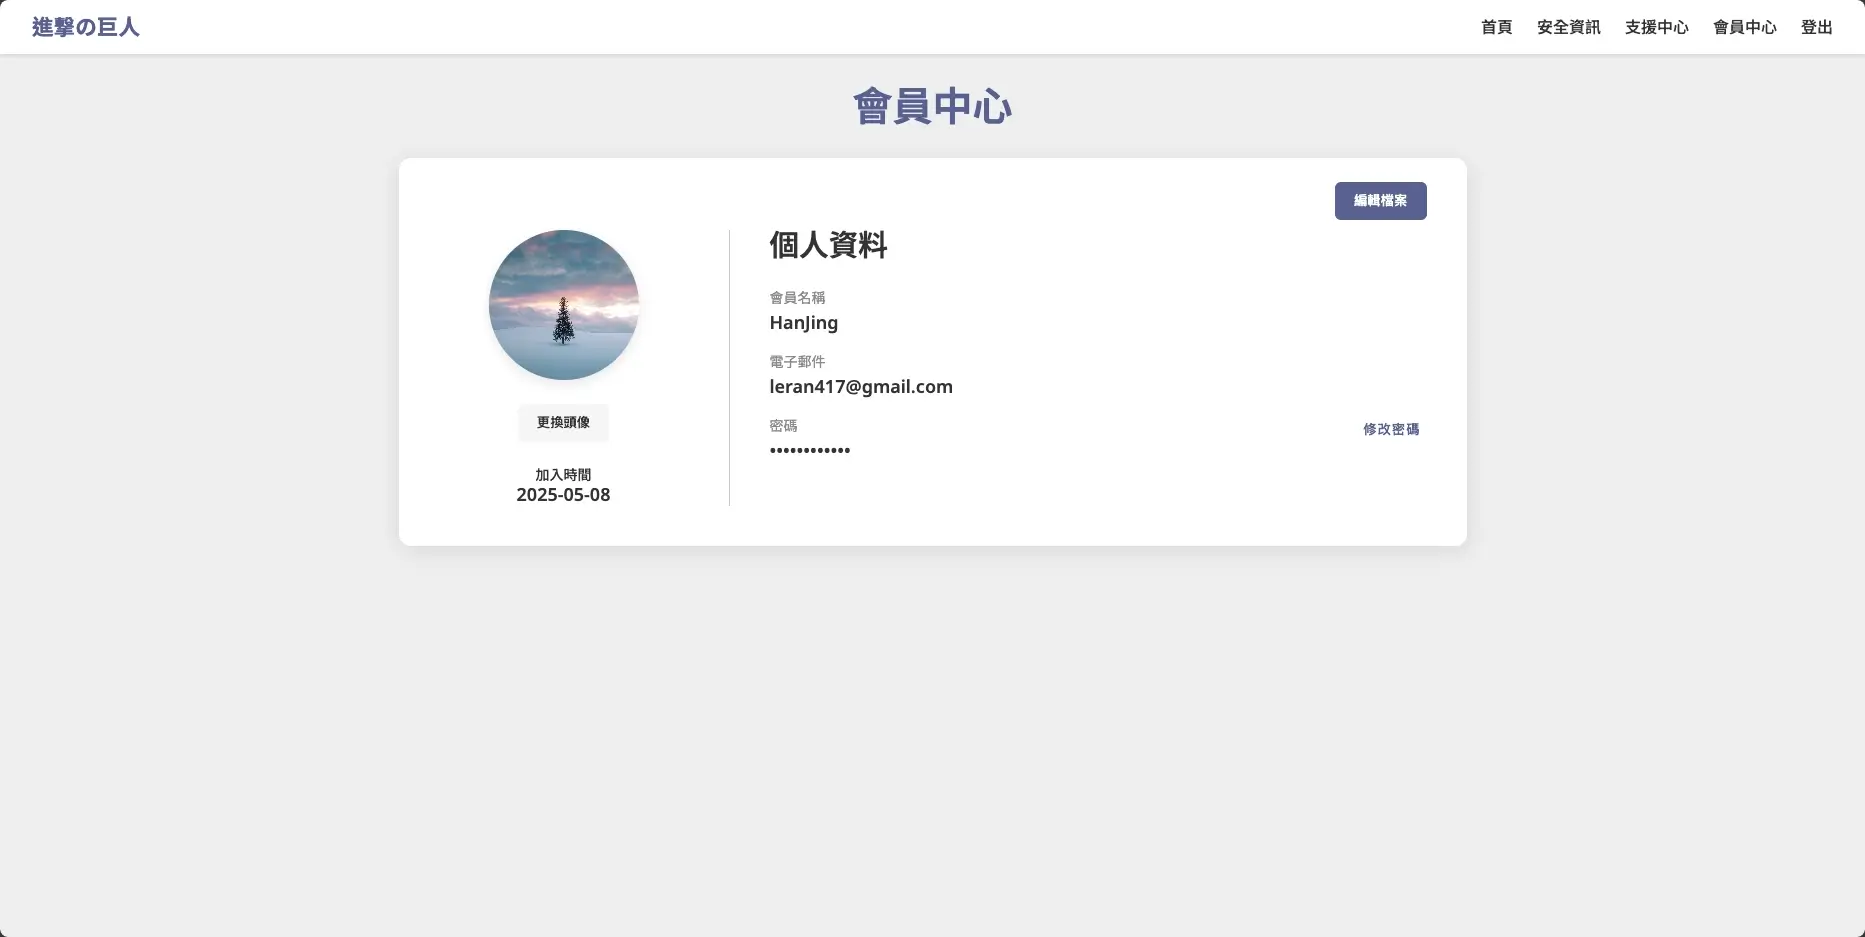 進撃の巨人
首頁 安全資訊 支援中心 會員中心 登出
會員中心
編輯檔案
個人資料
會員名稱
HanJing
電子郵件
leran417@gmail.com
密碼
••••••••••••
修改密碼
更換頭像
加入時間
2025-05-08